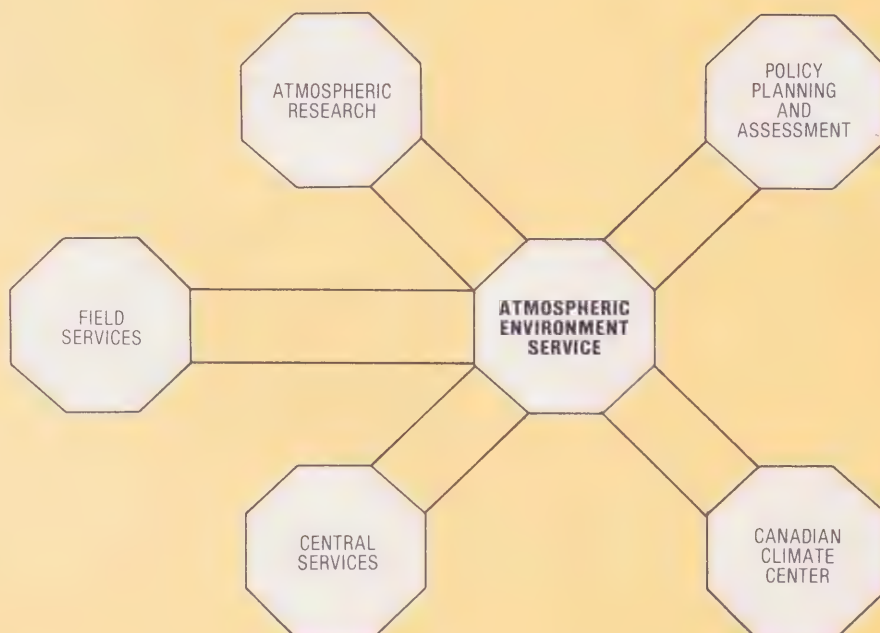 ATMOSPHERIC
RESEARCH
POLICY
PLANNING
AND
ASSESSMENT
FIELD
SERVICES
ATMOSPHERIC
ENVIRONMENT
SERVICE
CENTRAL
SERVICES
CANADIAN
CLIMATE
CENTER